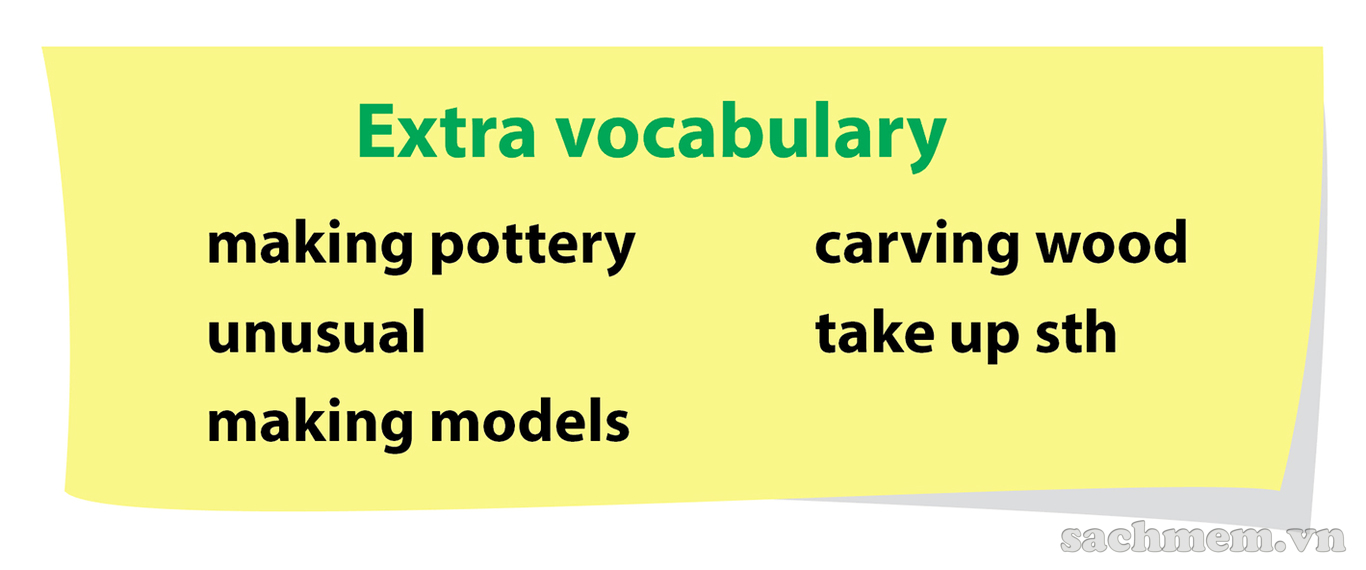 Extra vocabulary
making pottery
unusual
making models
carving wood
take up sth
sachmem.vn